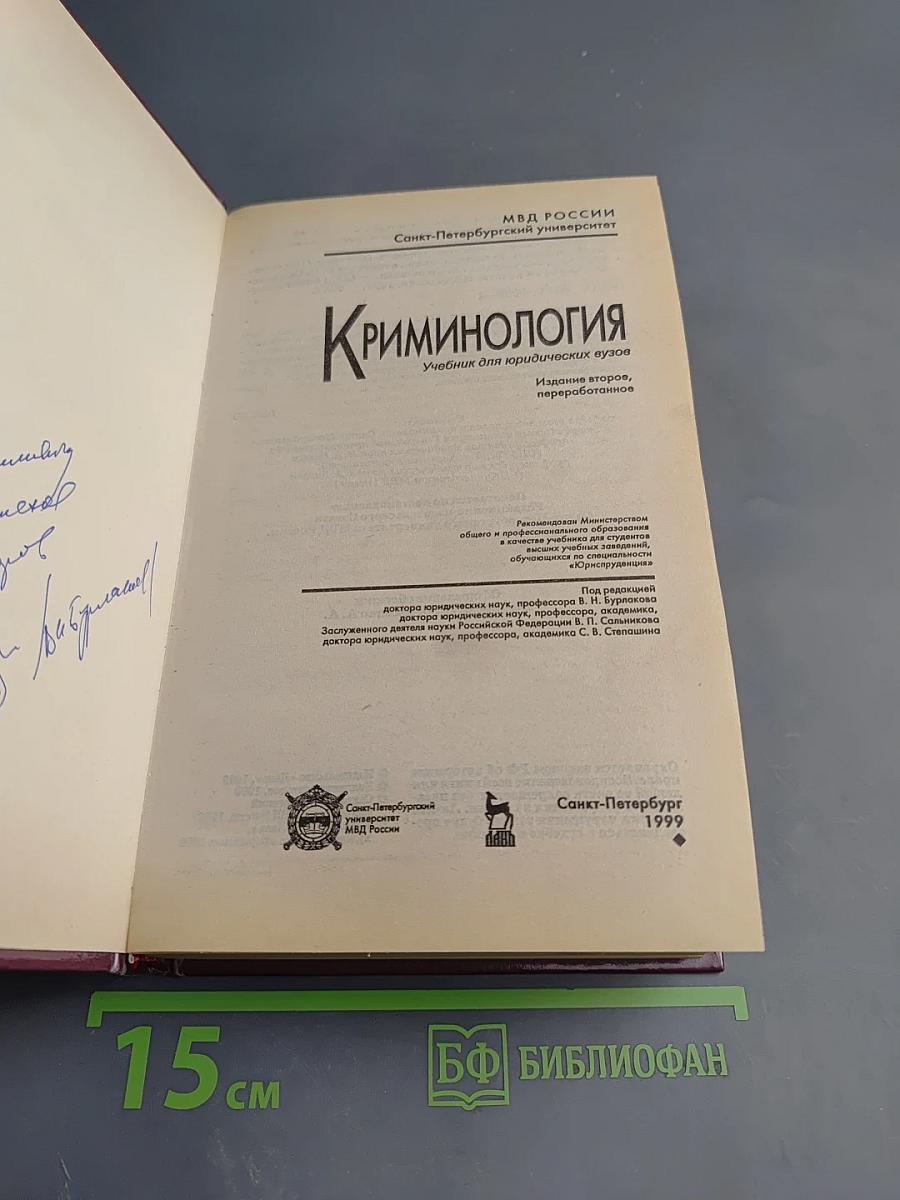 МВД РОССИИ
Санкт-Петербургский университет
КРИМИНОЛОГИЯ
Учебник для юридических вузов
Издание второе,
переработанное
Рекомендован Министерством
общего и профессионального образования
в качестве учебника для студентов
высших учебных заведений,
обучающихся по специальности
«Юриспруденция»
Под редакцией
доктора юридических наук, профессора В. Н. Бурлакова
доктора юридических наук, профессора, академика,
Заслуженного деятеля науки Российской Федерации В. П. Сальникова
доктора юридических наук, профессора, академика С. В. Степашина
Санкт-Петербургский
университет
МВД России
ЛАНЬ
Санкт-Петербург
1999
15 см
БФ БИБЛИОФАН